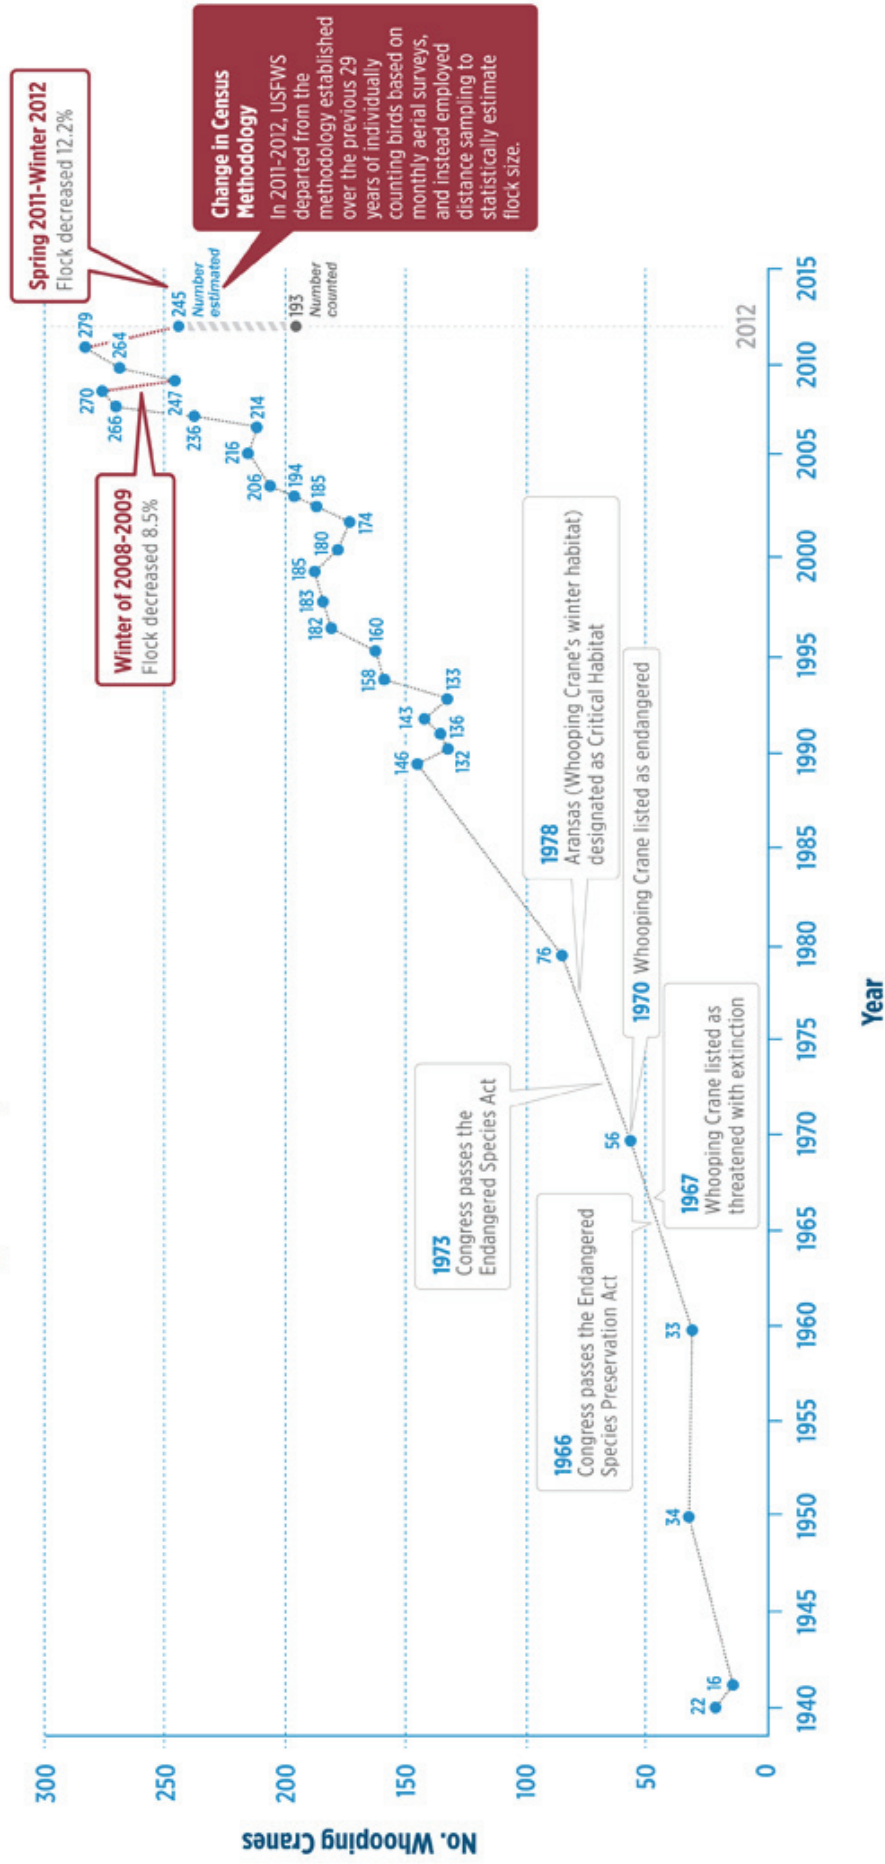 Spring 2011-Winter 2012
Flock decreased 12.2%
Change in Census
Methodology
In 2011-2012, USFWS
departed from the
methodology established
over the previous 29
years of individually
counting birds based on
monthly aerial surveys,
and instead employed
distance sampling to
statistically estimate
flock size.
Winter of 2008-2009
Flock decreased 8.5%
300
250
200
150
100
50
0
No. Whooping Cranes
22
16
34
33
56
76
146
132
136
143
133
158
160
182
183
185
180
174
185
194
206
216
214
236
266
270
247
264
279
245
Number
estimated
193
Number
counted
2012
1973
Congress passes the
Endangered Species Act
1966
Congress passes the Endangered
Species Preservation Act
1978
Aransas (Whooping Crane's winter habitat)
designated as Critical Habitat
1970 Whooping Crane listed as endangered
1967
Whooping Crane listed as
threatened with extinction
1940
1945
1950
1955
1960
1965
1970
1975
1980
1985
1990
1995
2000
2005
2010
2015
Year